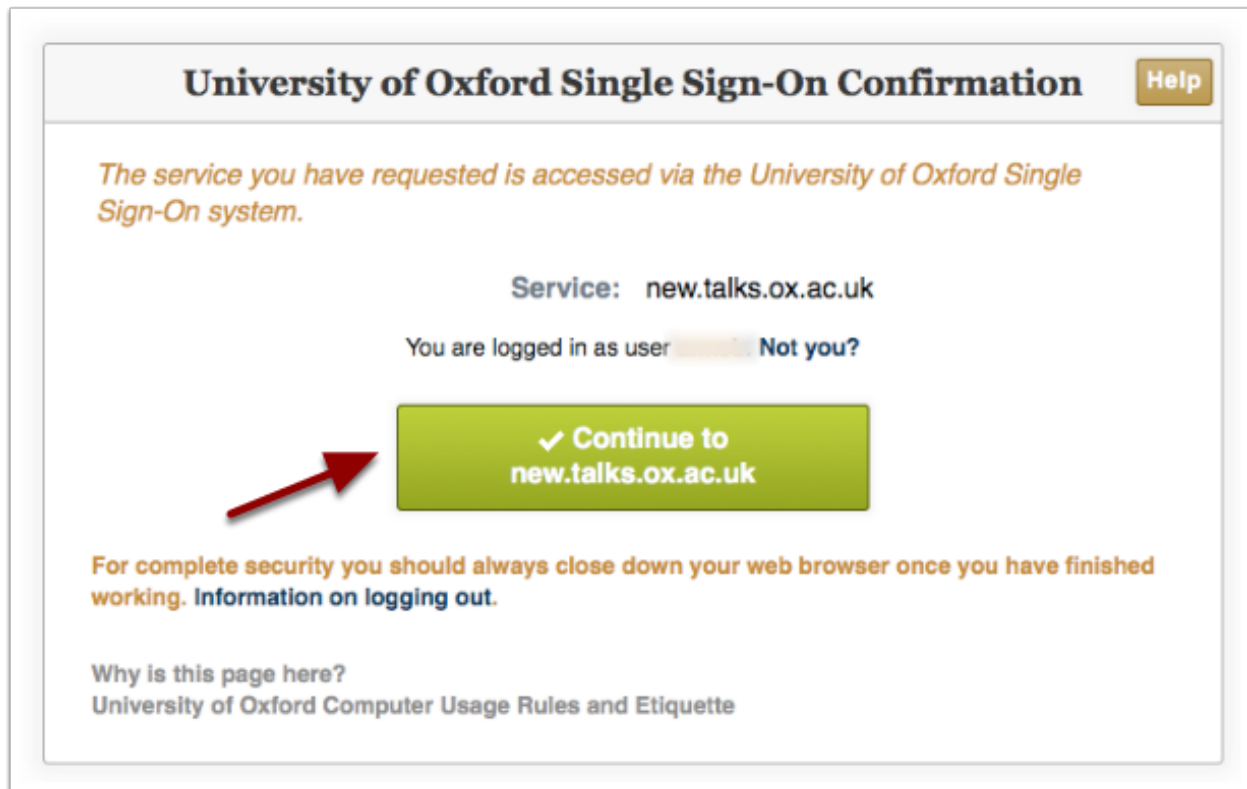 University of Oxford Single Sign-On Confirmation
Help
The service you have requested is accessed via the University of Oxford Single
Sign-On system.
Service: new.talks.ox.ac.uk
You are logged in as user Not you?
✓ Continue to
new.talks.ox.ac.uk
For complete security you should always close down your web browser once you have finished
working. Information on logging out.
Why is this page here?
University of Oxford Computer Usage Rules and Etiquette